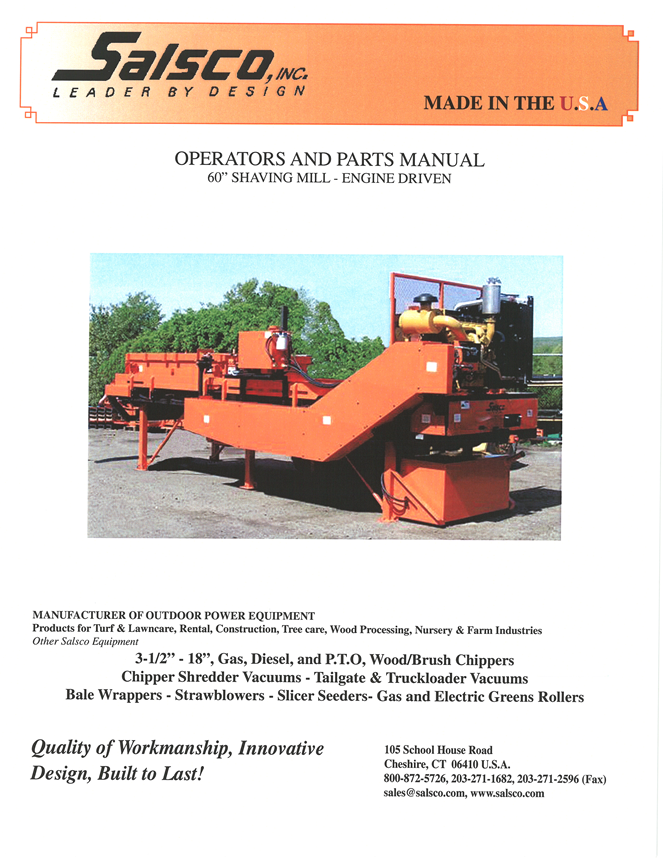 Salsco, INC.
LEADER BY DESIGN
MADE IN THE U.S.A
OPERATORS AND PARTS MANUAL
60” SHAVING MILL - ENGINE DRIVEN
MANUFACTURER OF OUTDOOR POWER EQUIPMENT
Products for Turf & Lawncare, Rental, Construction, Tree care, Wood Processing, Nursery & Farm Industries
Other Salsco Equipment
3-1/2” - 18”, Gas, Diesel, and P.T.O, Wood/Brush Chippers
Chipper Shredder Vacuums - Tailgate & Truckloader Vacuums
Bale Wrappers - Strawblowers - Slicer Seeders- Gas and Electric Greens Rollers
Quality of Workmanship, Innovative
Design, Built to Last!
105 School House Road
Cheshire, CT 06410 U.S.A.
800-872-5726, 203-271-1682, 203-271-2596 (Fax)
sales@salsco.com, www.salsco.com